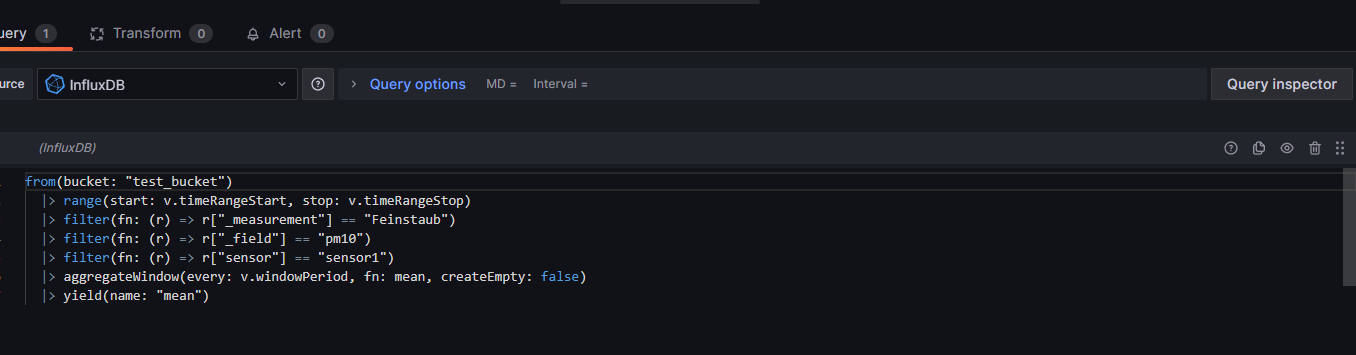 uery 1 Transform 0 Alert 0
urce InfluxDB Query options MD = Interval = Query inspector
(InfluxDB)
from(bucket: "test_bucket")
|> range(start: v.timeRangeStart, stop: v.timeRangeStop)
|> filter(fn: (r) => r["_measurement"] == "Feinstaub")
|> filter(fn: (r) => r["_field"] == "pm10")
|> filter(fn: (r) => r["sensor"] == "sensor1")
|> aggregateWindow(every: v.windowPeriod, fn: mean, createEmpty: false)
|> yield(name: "mean")